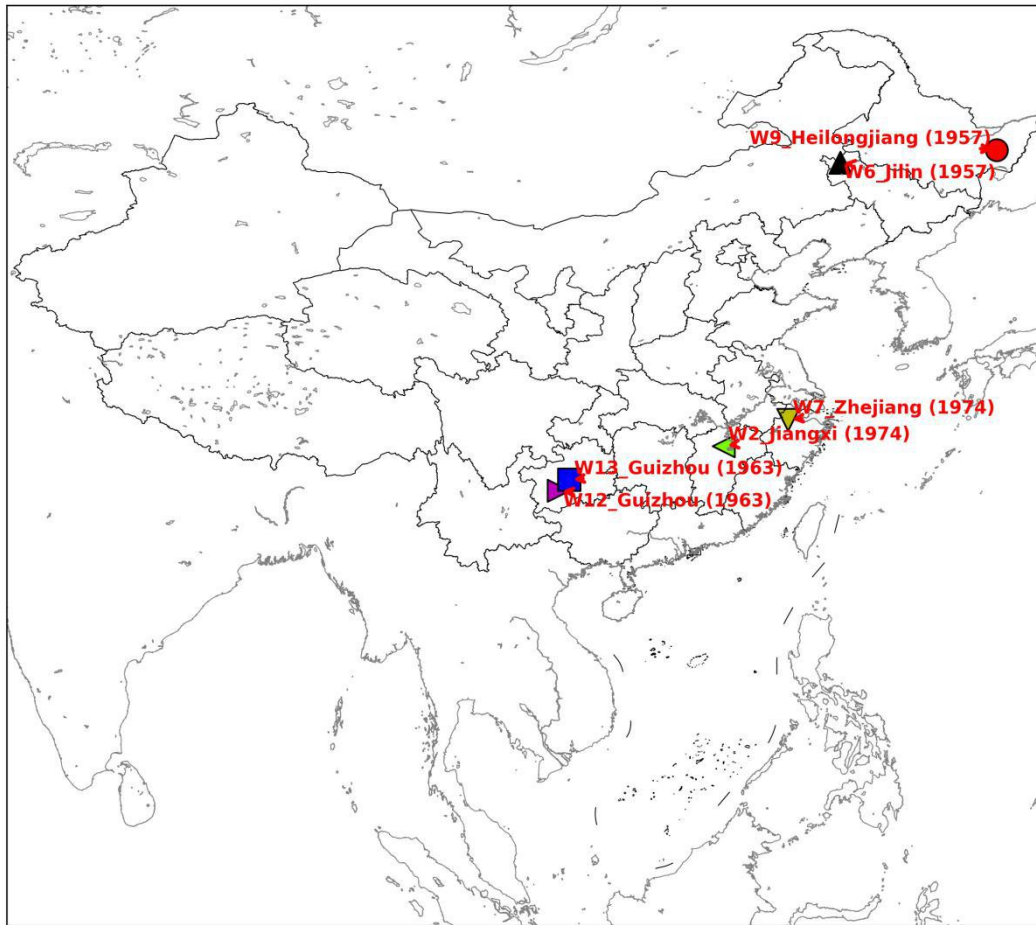 W9_Heilongjiang (1957)
W6_Jilin (1957)
W7_Zhejiang (1974)
W2_Jiangxi (1974)
W13_Guizhou (1963)
W12_Guizhou (1963)